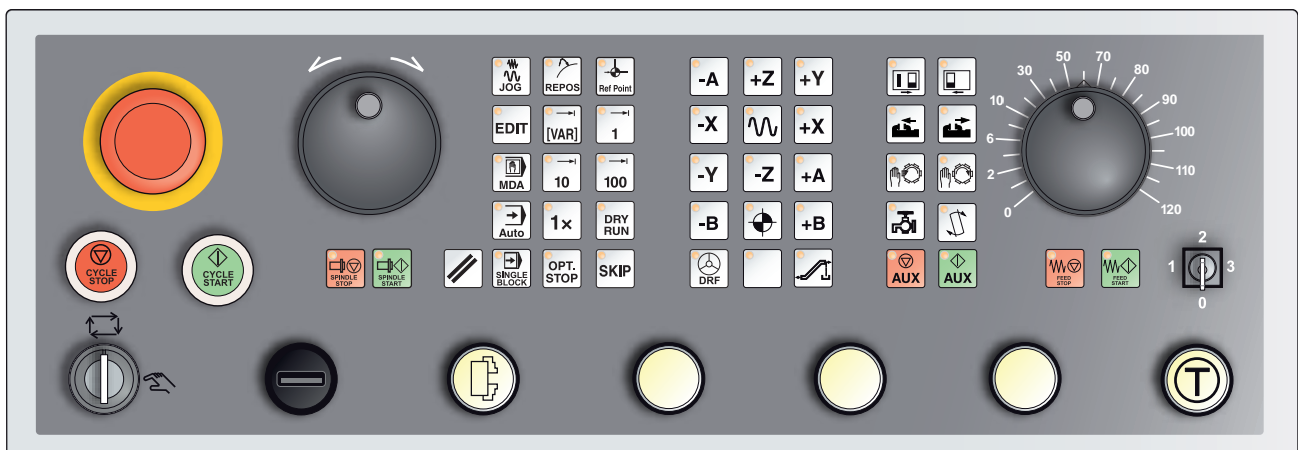 JOG
REPOS
Ref Point
-A
+Z
+Y
EDIT
[VAR]
1
-X
+X
MDA
10
100
-Y
-Z
+A
Auto
1×
DRY
RUN
-B
+B
SINGLE
BLOCK
OPT.
STOP
SKIP
DRF
CYCLE
STOP
CYCLE
START
SPINDLE
STOP
SPINDLE
START
AUX
AUX
FEED
STOP
FEED
START
0
2
6
10
30
50
70
80
90
100
110
120
2
1
3
0
T